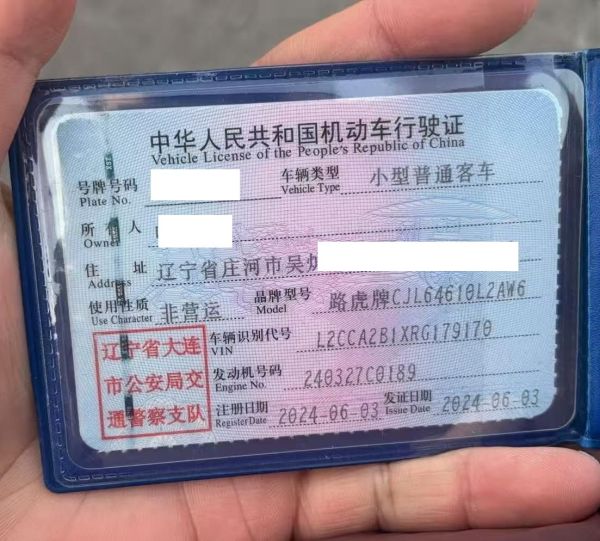 中华人民共和国机动车行驶证
Vehicle License of the People's Republic of China
号牌号码 车辆类型 小型普通客车
Plate No. Vehicle Type
所有人
Owner
住址 辽宁省庄河市吴炉
Address
使用性质 非营运 品牌型号 路虎牌CJL6461OL2AW6
Use Character Model
辽宁省大连 车辆识别代号 L2CCA2B1XRG179170
VIN
市公安局交 发动机号码 240327C0189
Engine No.
通警察支队 注册日期 2024-06-03 发证日期 2024-06-03
Register Date Issue Date